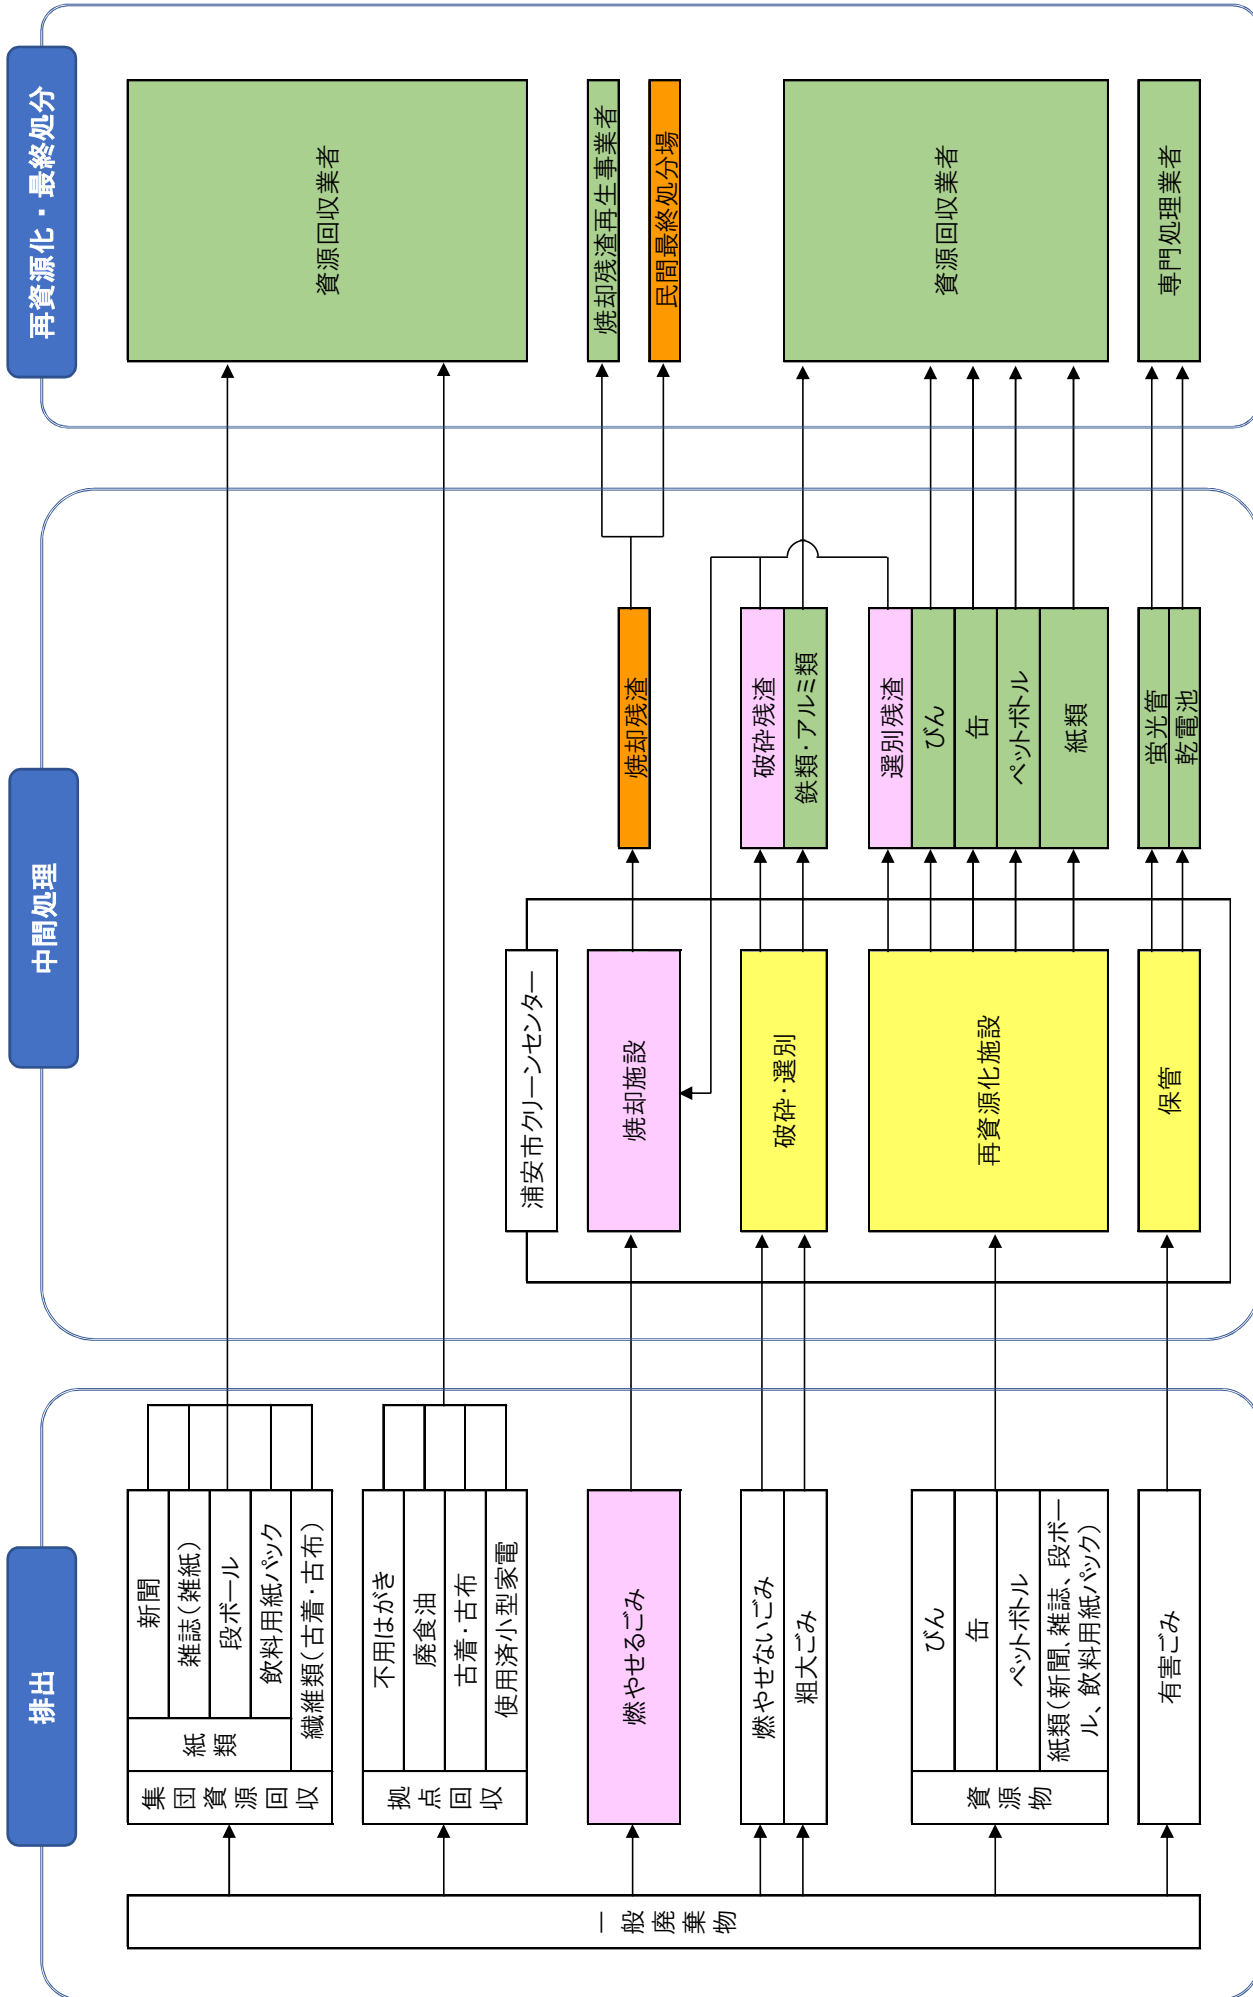 排出
中間処理
再資源化・最終処分
一般廃棄物
集団資源回収
紙類
新聞
雑誌（雑紙）
段ボール
飲料用紙パック
繊維類（古着・古布）
資源回収業者
拠点回収
不用はがき
廃食油
古着・古布
使用済小型家電
浦安市クリーンセンター
燃やせるごみ
焼却施設
焼却残渣
焼却残渣再生事業者
民間最終処分場
燃やせないごみ
粗大ごみ
破砕・選別
破砕残渣
鉄類・アルミ類
資源回収業者
資源物
びん
缶
ペットボトル
紙類（新聞、雑誌、段ボー
ル、飲料用紙パック）
再資源化施設
選別残渣
びん
缶
ペットボトル
紙類
有害ごみ
保管
蛍光管
乾電池
専門処理業者